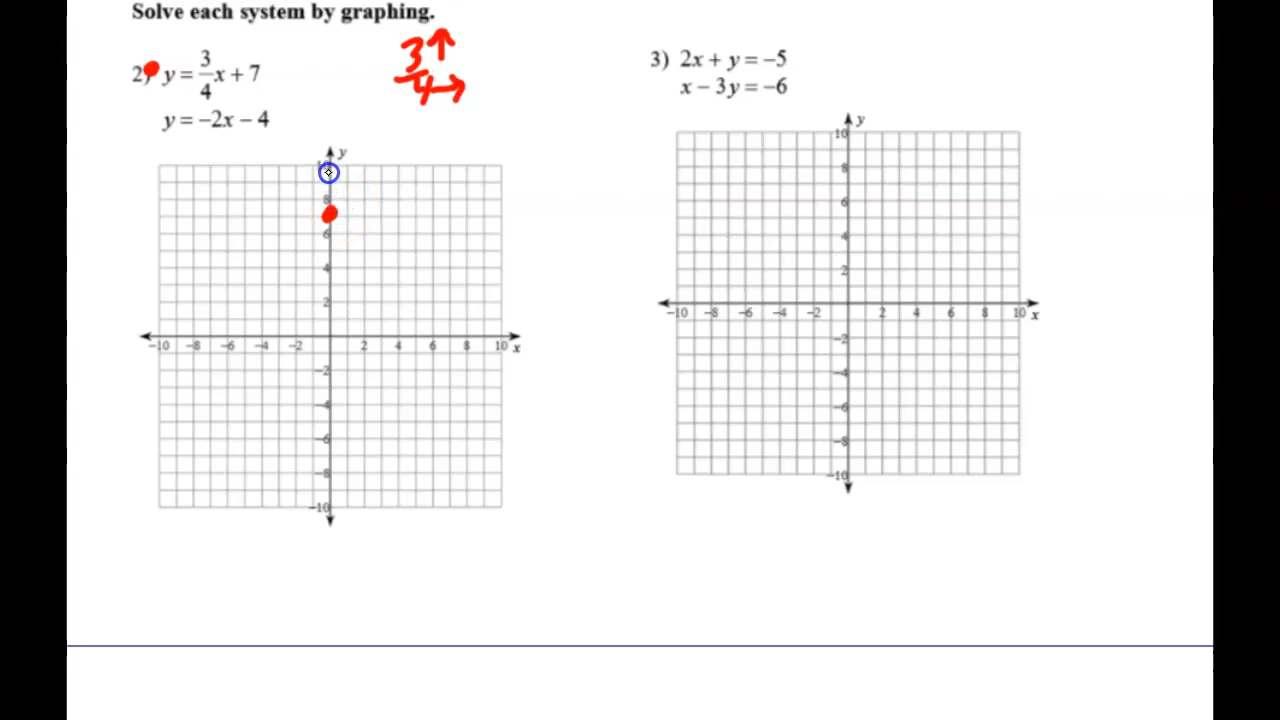 Solve each system by graphing.
2) y = 3/4 x + 7
y = -2x - 4
3/4
y
10
8
6
4
2
-10 -8 -6 -4 -2 2 4 6 8 10 x
-2
-4
-6
-8
-10
3) 2x + y = -5
x - 3y = -6
y
10
8
6
4
2
-10 -8 -6 -4 -2 2 4 6 8 10 x
-2
-4
-6
-8
-10